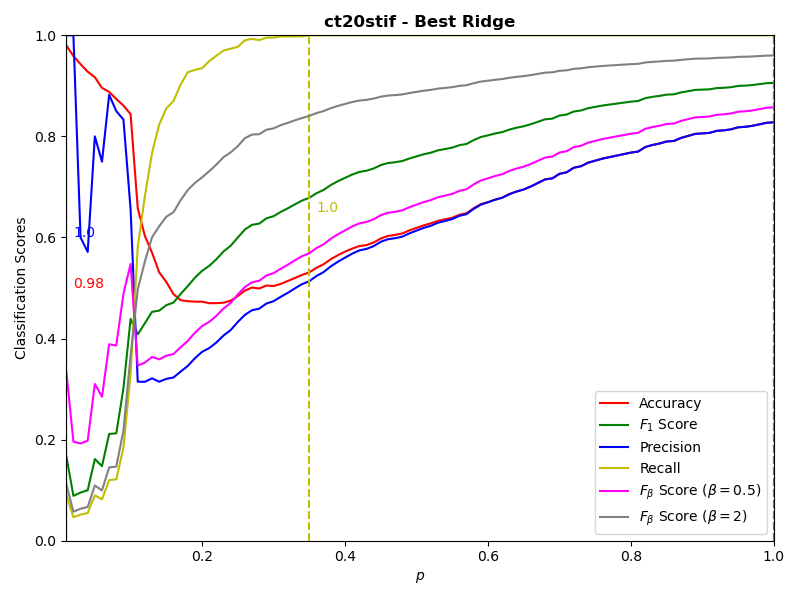 ct20stif - Best Ridge
Classification Scores
1.0
0.8
0.6
0.4
0.2
0.0
1.0
0.98
1.0
Accuracy
F₁ Score
Precision
Recall
Fᵦ Score (β = 0.5)
Fᵦ Score (β = 2)
0.2 0.4 0.6 0.8 1.0
p